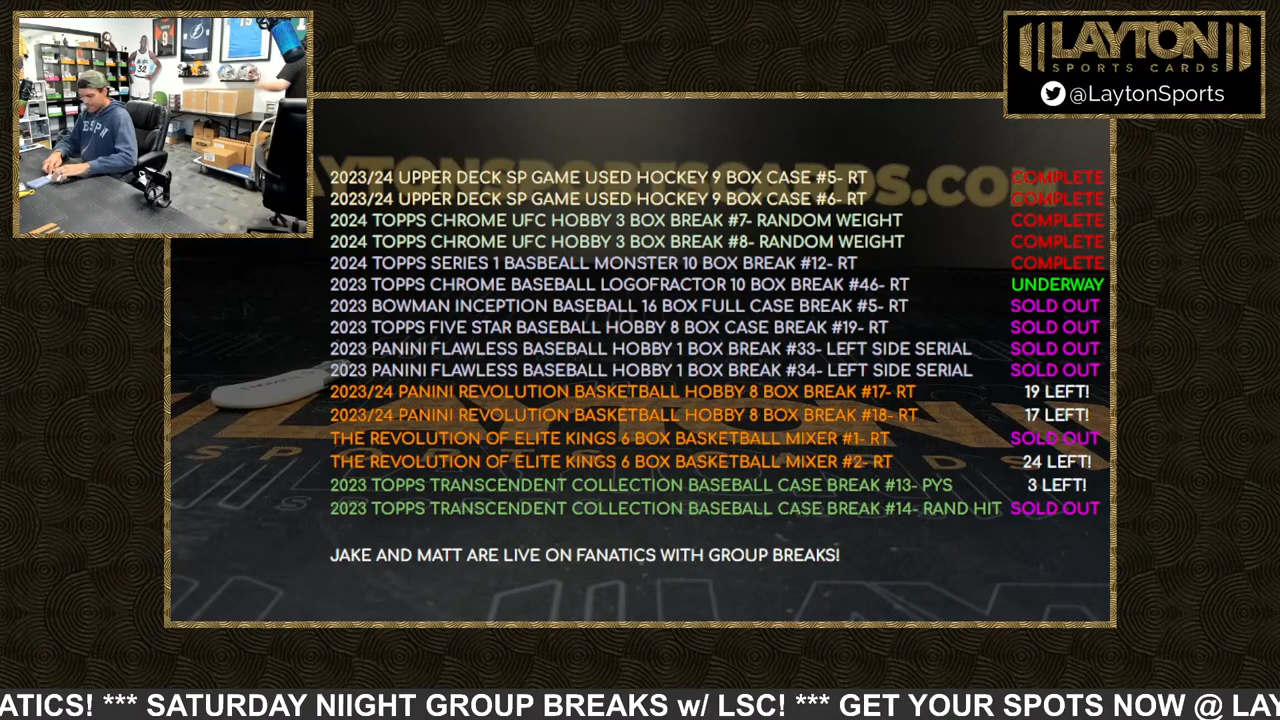 LAYTON
SPORTS CARDS
@LaytonSports
ESPN
9
15
32
AYTONSPORTSCARDS.COM
2023/24 UPPER DECK SP GAME USED HOCKEY 9 BOX CASE #5- RT COMPLETE
2023/24 UPPER DECK SP GAME USED HOCKEY 9 BOX CASE #6- RT COMPLETE
2024 TOPPS CHROME UFC HOBBY 3 BOX BREAK #7- RANDOM WEIGHT COMPLETE
2024 TOPPS CHROME UFC HOBBY 3 BOX BREAK #8- RANDOM WEIGHT COMPLETE
2024 TOPPS SERIES 1 BASBEALL MONSTER 10 BOX BREAK #12- RT COMPLETE
2023 TOPPS CHROME BASEBALL LOGOFRACTOR 10 BOX BREAK #46- RT UNDERWAY
2023 BOWMAN INCEPTION BASEBALL 16 BOX FULL CASE BREAK #5- RT SOLD OUT
2023 TOPPS FIVE STAR BASEBALL HOBBY 8 BOX CASE BREAK #19- RT SOLD OUT
2023 PANINI FLAWLESS BASEBALL HOBBY 1 BOX BREAK #33- LEFT SIDE SERIAL SOLD OUT
2023 PANINI FLAWLESS BASEBALL HOBBY 1 BOX BREAK #34- LEFT SIDE SERIAL SOLD OUT
2023/24 PANINI REVOLUTION BASKETBALL HOBBY 8 BOX BREAK #17- RT 19 LEFT!
2023/24 PANINI REVOLUTION BASKETBALL HOBBY 8 BOX BREAK #18- RT 17 LEFT!
THE REVOLUTION OF ELITE KINGS 6 BOX BASKETBALL MIXER #1- RT SOLD OUT
THE REVOLUTION OF ELITE KINGS 6 BOX BASKETBALL MIXER #2- RT 24 LEFT!
2023 TOPPS TRANSCENDENT COLLECTION BASEBALL CASE BREAK #13- PYS 3 LEFT!
2023 TOPPS TRANSCENDENT COLLECTION BASEBALL CASE BREAK #14- RAND HIT SOLD OUT
JAKE AND MATT ARE LIVE ON FANATICS WITH GROUP BREAKS!
ATICS! *** SATURDAY NIIGHT GROUP BREAKS w/ LSC! *** GET YOUR SPOTS NOW @ LAY